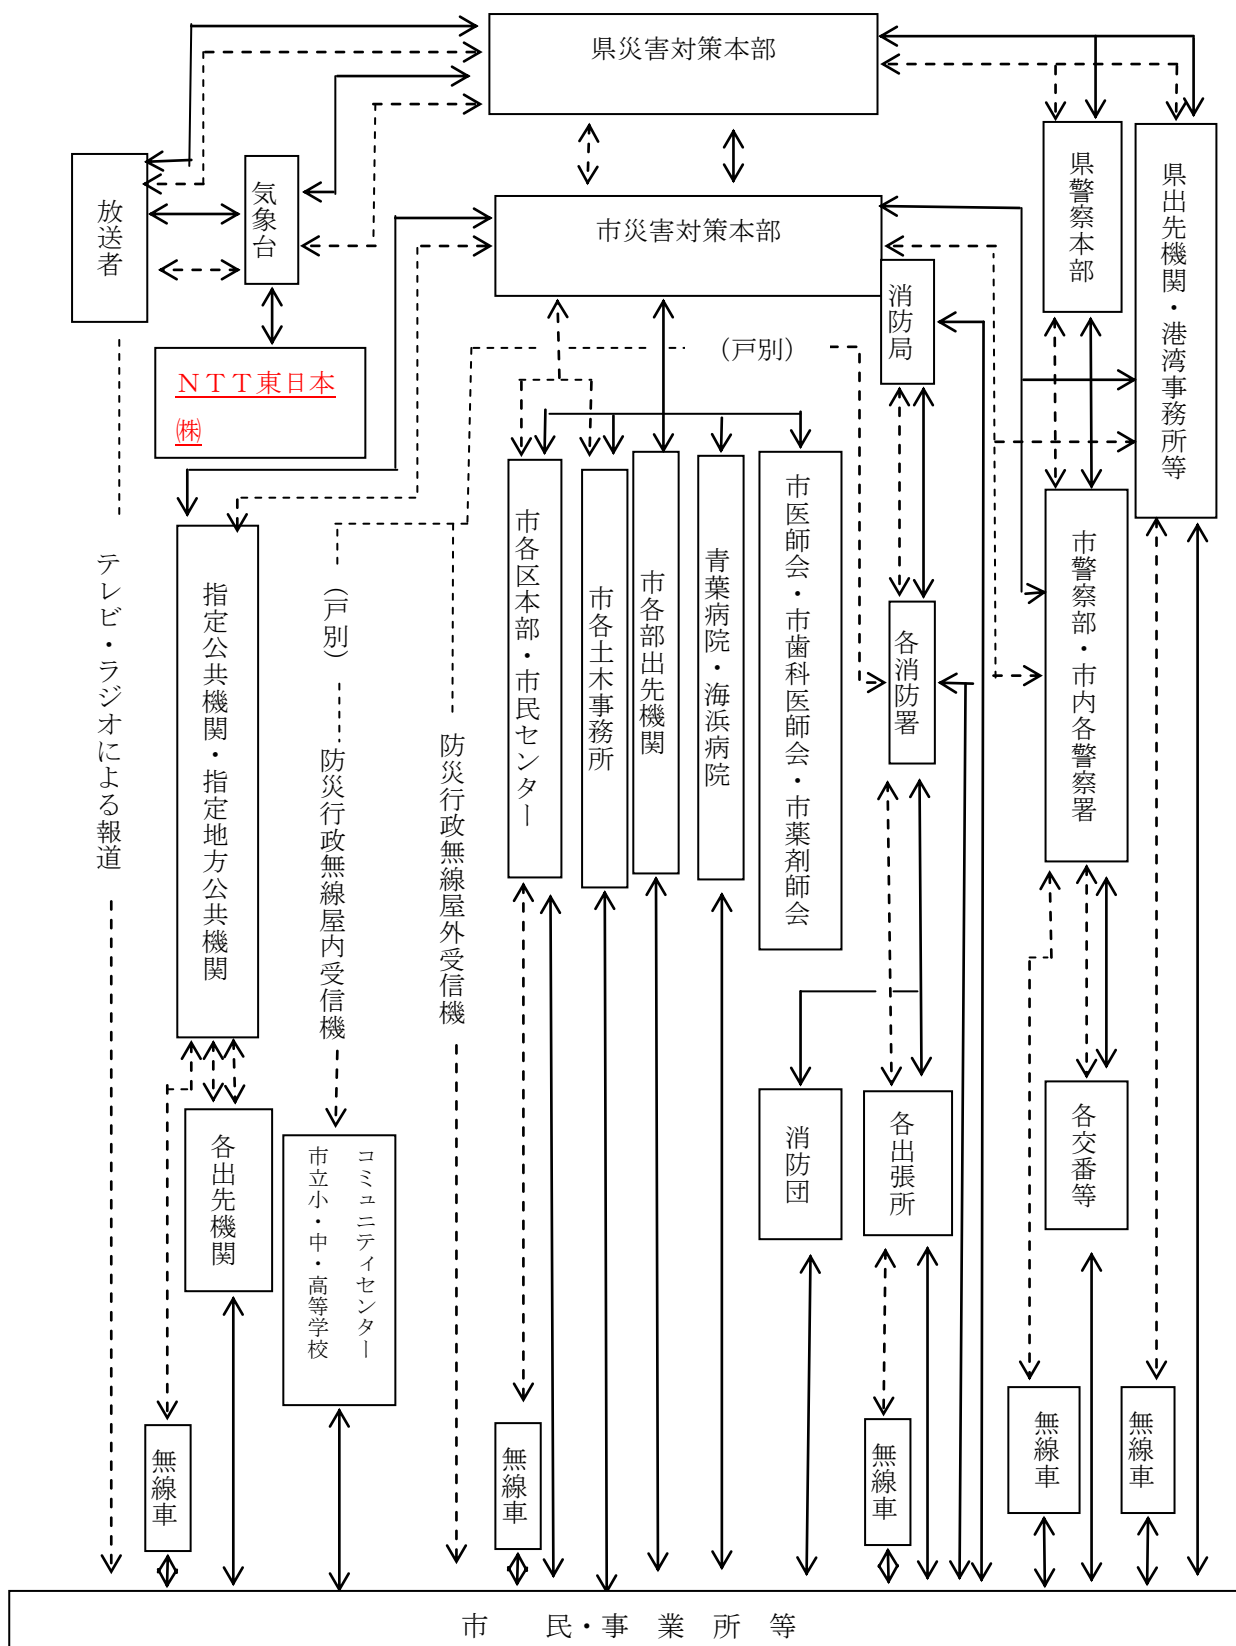 県災害対策本部
放送者
気象台
県警察本部
県出先機関・港湾事務所等
市災害対策本部
消防局
ＮＴＴ東日本
㈱
（戸別）
テレビ・ラジオによる報道
指定公共機関・指定地方公共機関
（戸別）
防災行政無線屋内受信機
防災行政無線屋外受信機
市各区本部・市民センター
市各土木事務所
市各部出先機関
青葉病院・海浜病院
市医師会・市歯科医師会・市薬剤師会
各消防署
市警察部・市内各警察署
各出先機関
コミュニティセンター
市立小・中・高等学校
消防団
各出張所
各交番等
無線車
無線車
無線車
無線車
無線車
市　民・事業所等